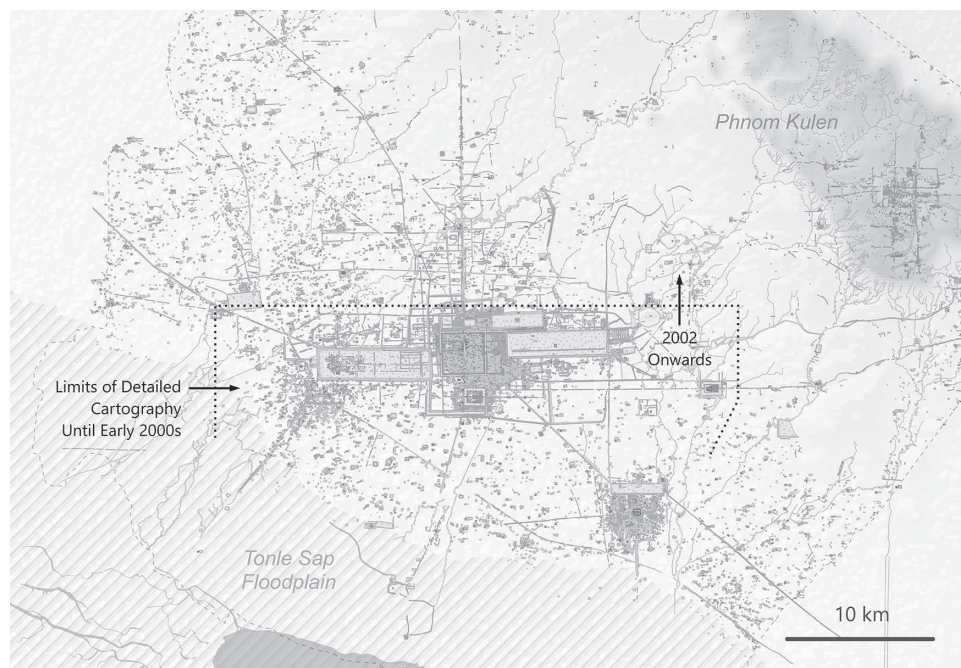 Phnom Kulen
2002
Onwards
Limits of Detailed
Cartography
Until Early 2000s
Tonle Sap
Floodplain
10 km